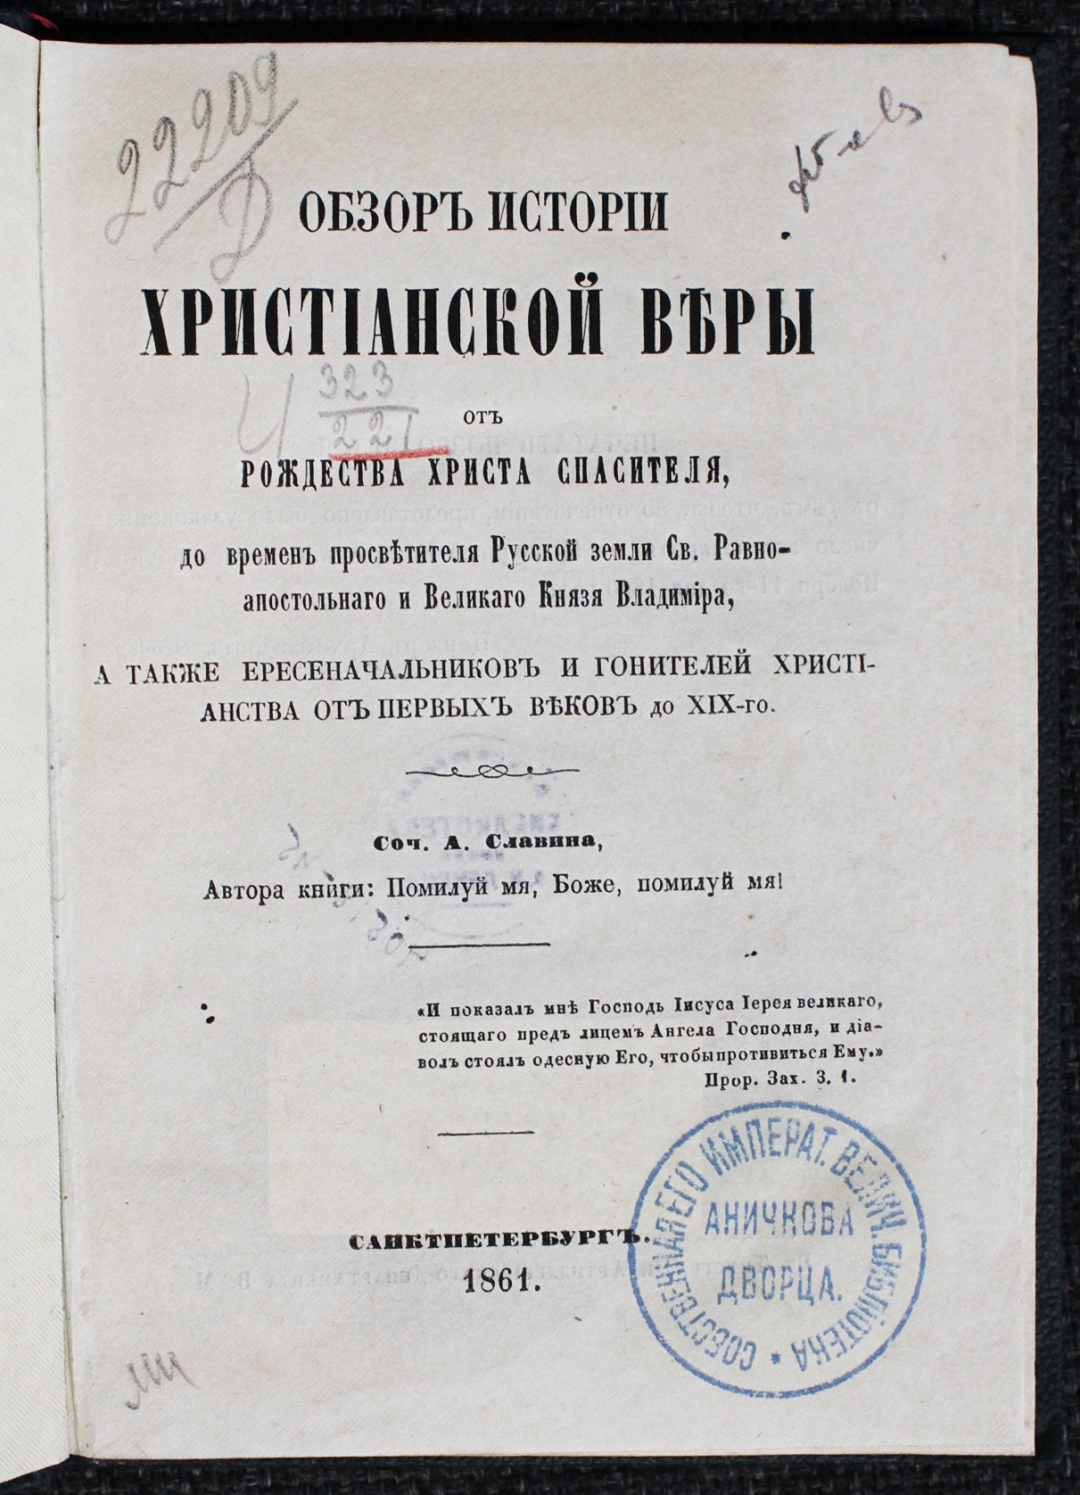 22209
Д
ОБЗОРЪ ИСТОРІИ
ХРИСТІАНСКОЙ ВѢРЫ
Ч 323
221
отъ
РОЖДЕСТВА ХРИСТА СПАСИТЕЛЯ,
до временъ просвѣтителя Русской земли Св. Равно-
апостольнаго и Великаго Князя Владиміра,
А ТАКЖЕ ЕРЕСЕНАЧАЛЬНИКОВЪ И ГОНИТЕЛЕЙ ХРИСТІ-
АНСТВА ОТЪ ПЕРВЫХЪ ВѢКОВЪ до XIX-го.
Соч. А. Славина,
Автора книги: Помилуй мя, Боже, помилуй мя!
«И показалъ мнѣ Господь Іисуса Іерея великаго,
стоящаго предъ лицемъ Ангела Господня, и діа-
волъ стоялъ одесную Его, чтобы противиться Ему.»
Прор. Зах. 3. 1.
САНКТПЕТЕРБУРГЪ.
1861.
СОБСТВЕННАЯ ЕГО ИМПЕРАТ. ВЕЛИЧ. БИБЛІОТЕКА *
АНИЧКОВА
ДВОРЦА.